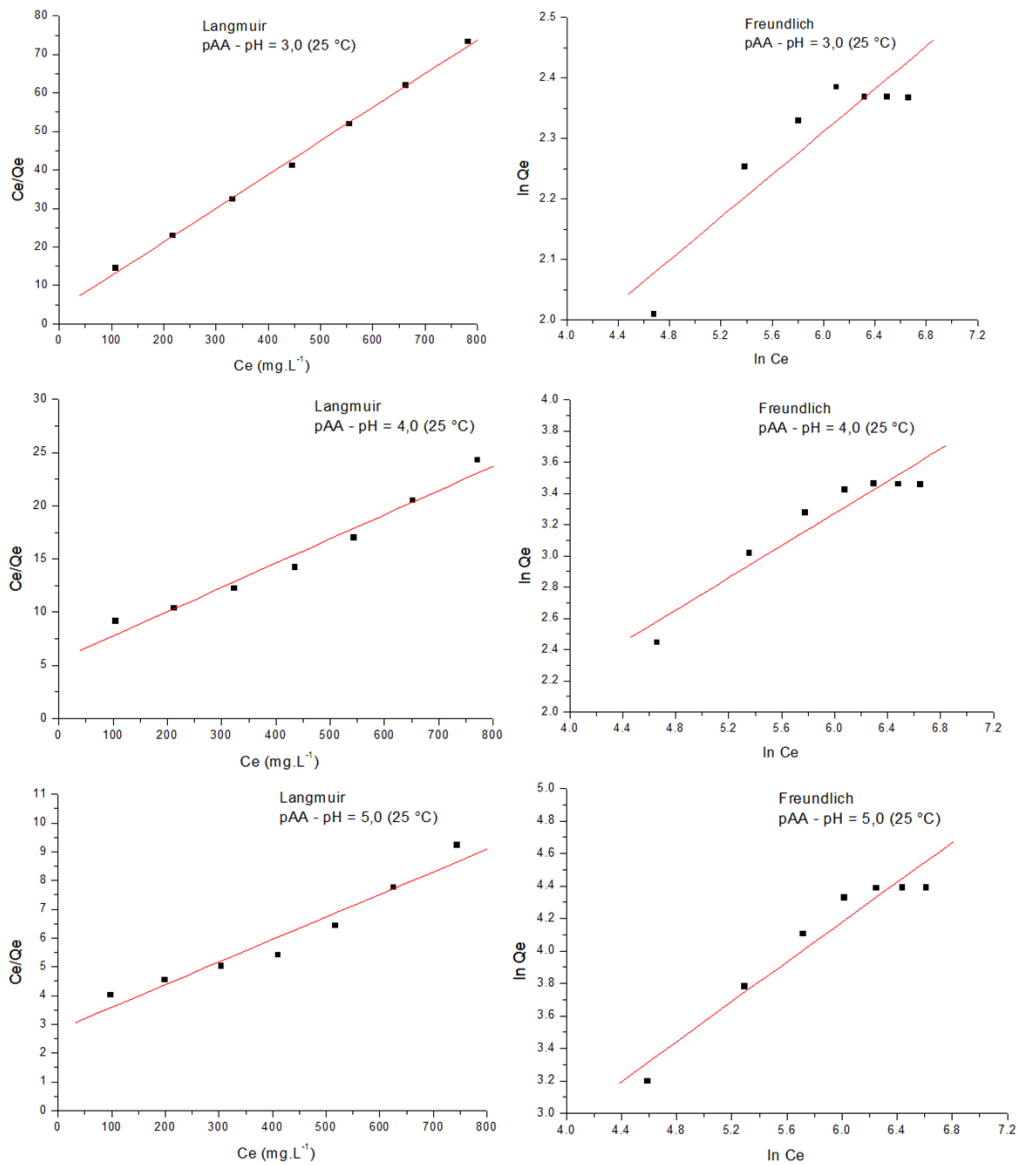 Langmuir
pAA - pH = 3,0 (25 °C)
Ce/Qe
80
70
60
50
40
30
20
10
0
0 100 200 300 400 500 600 700 800
Ce (mg.L⁻¹)
Freundlich
pAA - pH = 3,0 (25 °C)
ln Qe
2.5
2.4
2.3
2.2
2.1
2.0
4.0 4.4 4.8 5.2 5.6 6.0 6.4 6.8 7.2
ln Ce
Langmuir
pAA - pH = 4,0 (25 °C)
Ce/Qe
30
25
20
15
10
5
0
0 100 200 300 400 500 600 700 800
Ce (mg.L⁻¹)
Freundlich
pAA - pH = 4,0 (25 °C)
ln Qe
4.0
3.8
3.6
3.4
3.2
3.0
2.8
2.6
2.4
2.2
2.0
4.0 4.4 4.8 5.2 5.6 6.0 6.4 6.8 7.2
ln Ce
Langmuir
pAA - pH = 5,0 (25 °C)
Ce/Qe
11
10
9
8
7
6
5
4
3
2
1
0
0 100 200 300 400 500 600 700 800
Ce (mg.L⁻¹)
Freundlich
pAA - pH = 5,0 (25 °C)
ln Qe
5.0
4.8
4.6
4.4
4.2
4.0
3.8
3.6
3.4
3.2
3.0
4.0 4.4 4.8 5.2 5.6 6.0 6.4 6.8 7.2
ln Ce